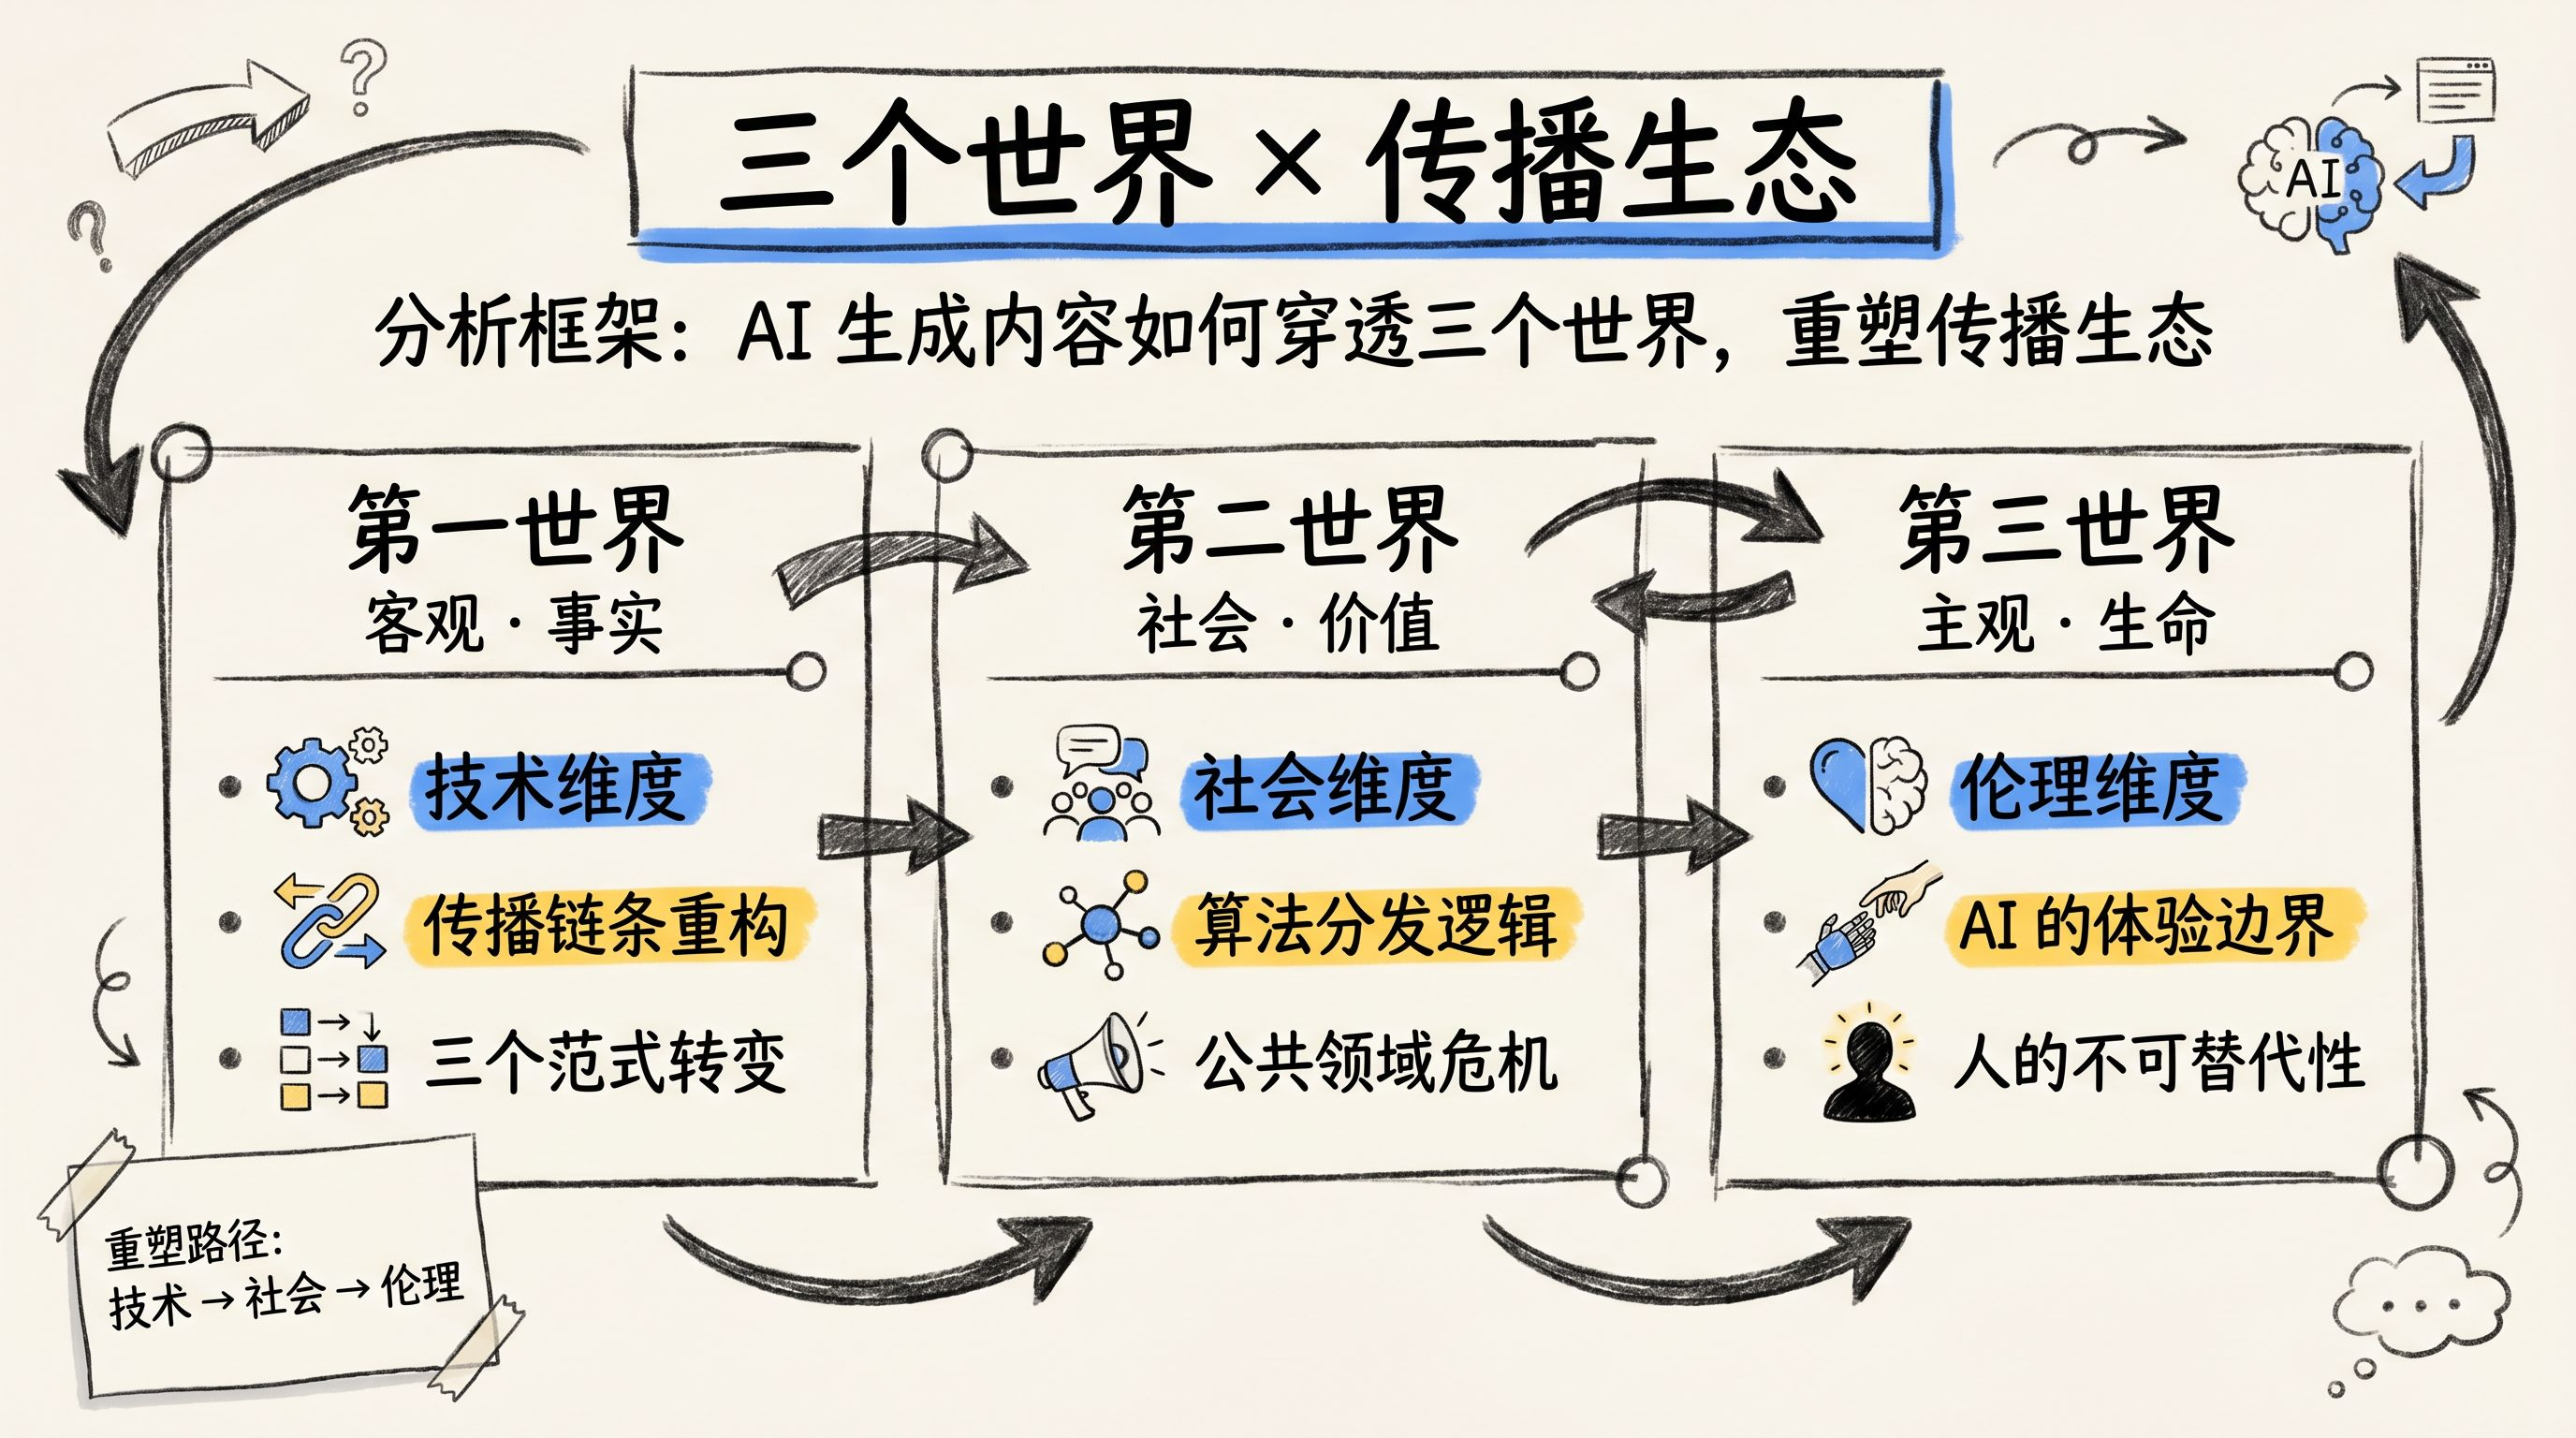 三个世界 × 传播生态
AI
分析框架：AI 生成内容如何穿透三个世界，重塑传播生态
第一世界
客观 · 事实
技术维度
传播链条重构
三个范式转变
第二世界
社会 · 价值
社会维度
算法分发逻辑
公共领域危机
第三世界
主观 · 生命
伦理维度
AI 的体验边界
人的不可替代性
重塑路径：
技术 → 社会 → 伦理